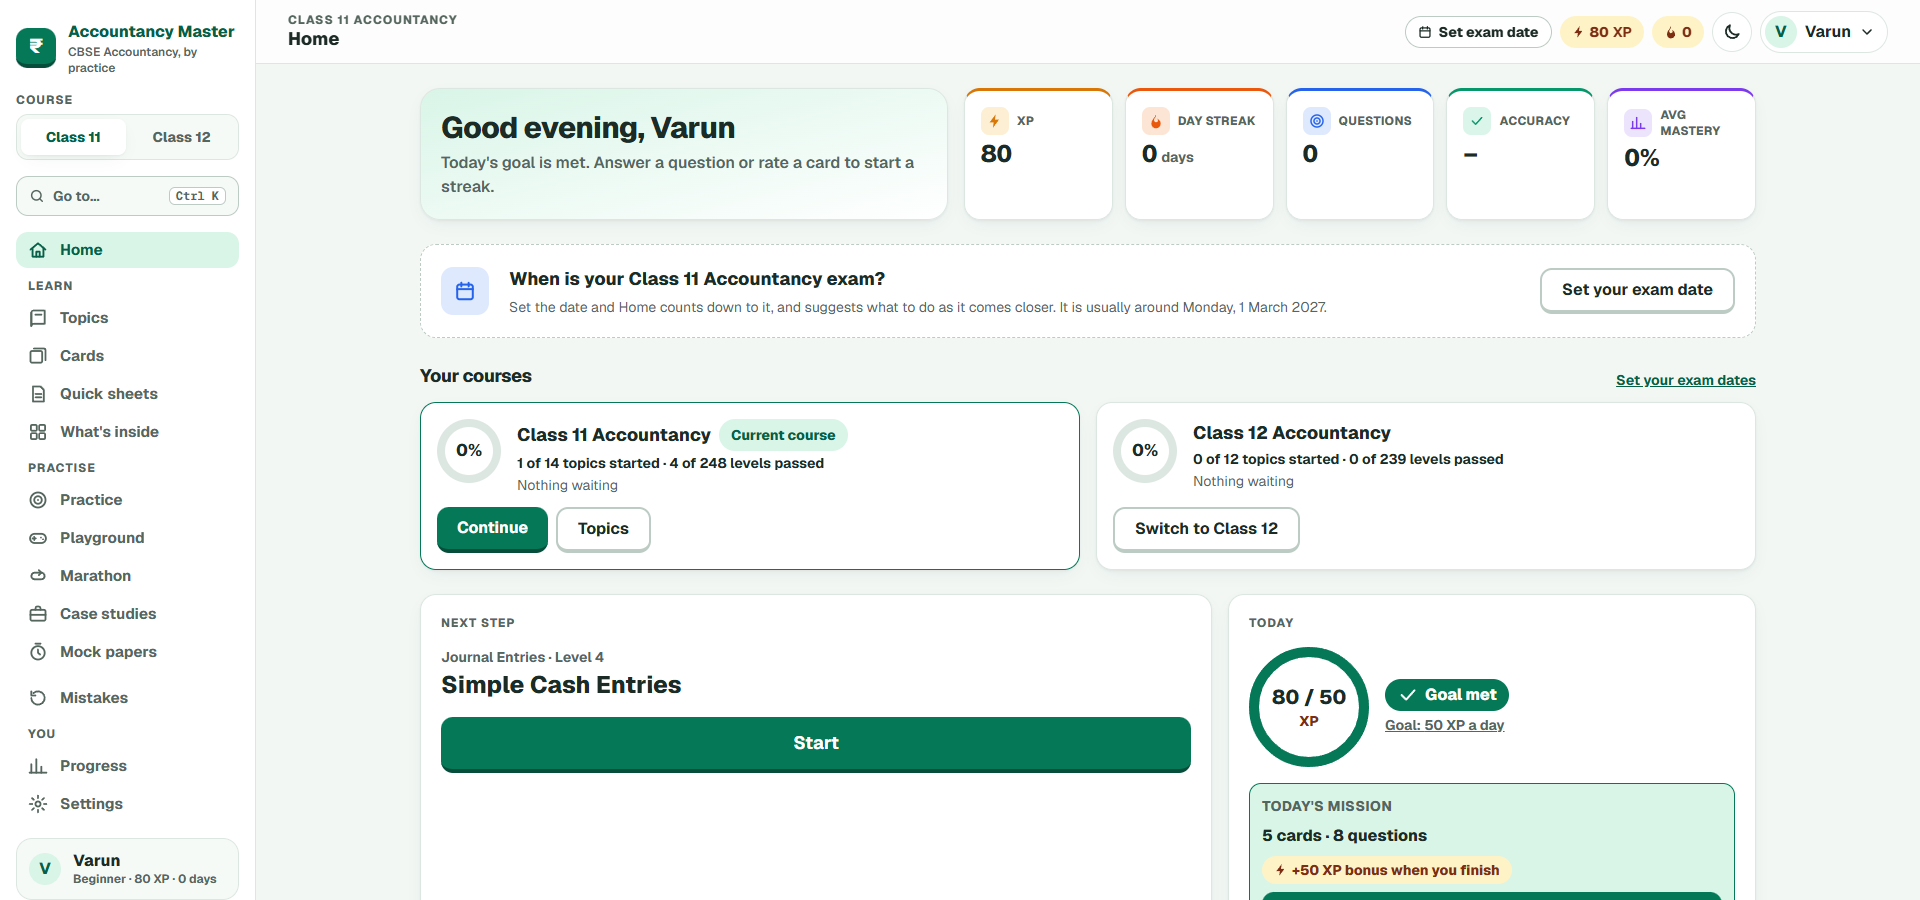 ₹
Accountancy Master
CBSE Accountancy, by
practice
COURSE
Class 11
Class 12
Go to...
Ctrl K
Home
LEARN
Topics
Cards
Quick sheets
What's inside
PRACTISE
Practice
Playground
Marathon
Case studies
Mock papers
Mistakes
YOU
Progress
Settings
V
Varun
Beginner · 80 XP · 0 days
CLASS 11 ACCOUNTANCY
Home
Set exam date
80 XP
0
V
Varun
Good evening, Varun
Today's goal is met. Answer a question or rate a card to start a
streak.
XP
80
DAY STREAK
0 days
QUESTIONS
0
ACCURACY
–
AVG
MASTERY
0%
When is your Class 11 Accountancy exam?
Set the date and Home counts down to it, and suggests what to do as it comes closer. It is usually around Monday, 1 March 2027.
Set your exam date
Your courses
Set your exam dates
0%
Class 11 Accountancy
Current course
1 of 14 topics started · 4 of 248 levels passed
Nothing waiting
Continue
Topics
0%
Class 12 Accountancy
0 of 12 topics started · 0 of 239 levels passed
Nothing waiting
Switch to Class 12
NEXT STEP
Journal Entries · Level 4
Simple Cash Entries
Start
TODAY
80 / 50
XP
Goal met
Goal: 50 XP a day
TODAY'S MISSION
5 cards · 8 questions
+50 XP bonus when you finish